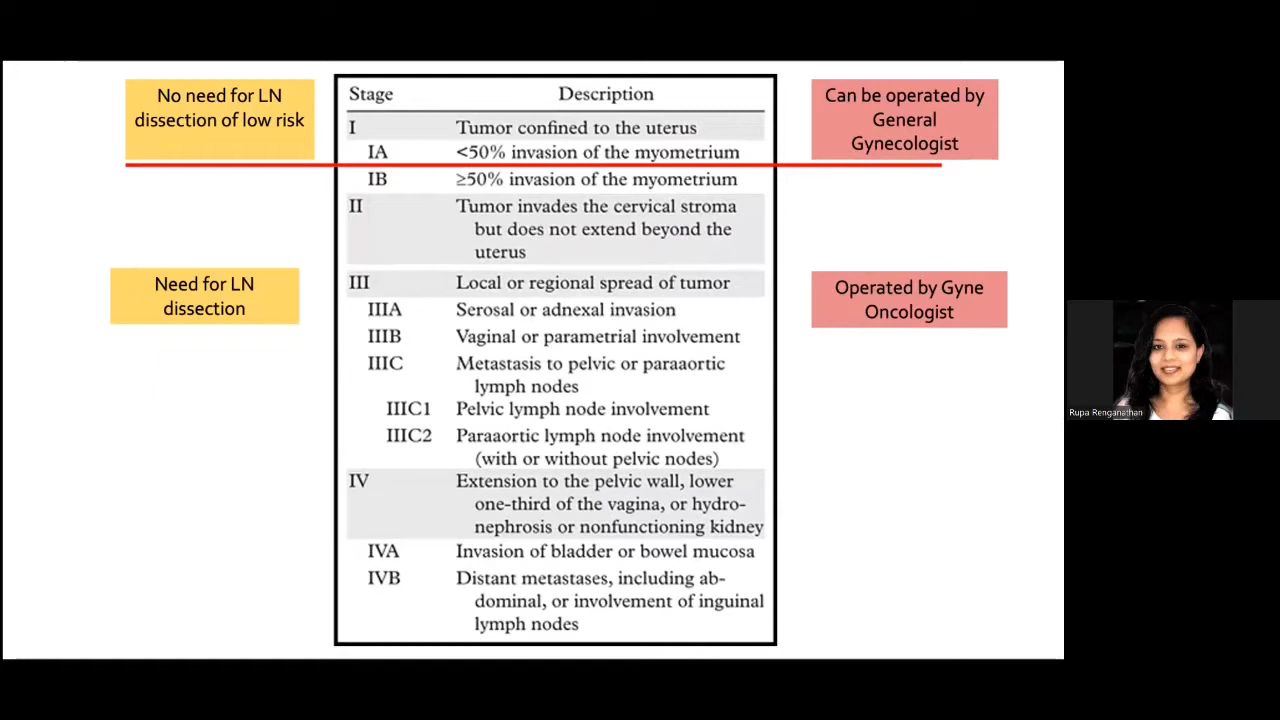 No need for LN
dissection of low risk
Stage Description
I Tumor confined to the uterus
IA <50% invasion of the myometrium
IB ≥50% invasion of the myometrium
II Tumor invades the cervical stroma
but does not extend beyond the
uterus
III Local or regional spread of tumor
IIIA Serosal or adnexal invasion
IIIB Vaginal or parametrial involvement
IIIC Metastasis to pelvic or paraaortic
lymph nodes
IIIC1 Pelvic lymph node involvement
IIIC2 Paraaortic lymph node involvement
(with or without pelvic nodes)
IV Extension to the pelvic wall, lower
one-third of the vagina, or hydro-
nephrosis or nonfunctioning kidney
IVA Invasion of bladder or bowel mucosa
IVB Distant metastases, including ab-
dominal, or involvement of inguinal
lymph nodes
Can be operated by
General
Gynecologist
Need for LN
dissection
Operated by Gyne
Oncologist
Rupa Renganathan